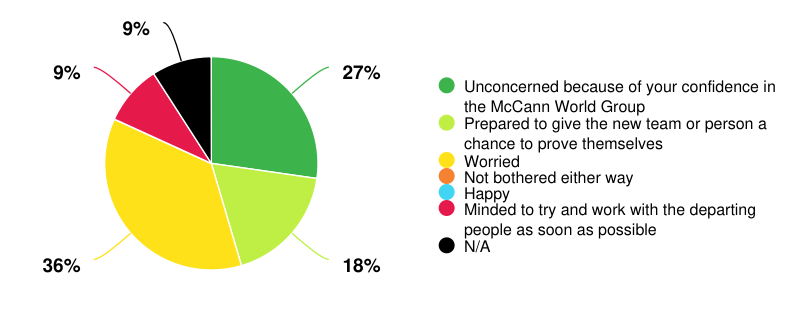 9%
9%
27%
36%
18%
Unconcerned because of your confidence in
the McCann World Group
Prepared to give the new team or person a
chance to prove themselves
Worried
Not bothered either way
Happy
Minded to try and work with the departing
people as soon as possible
N/A